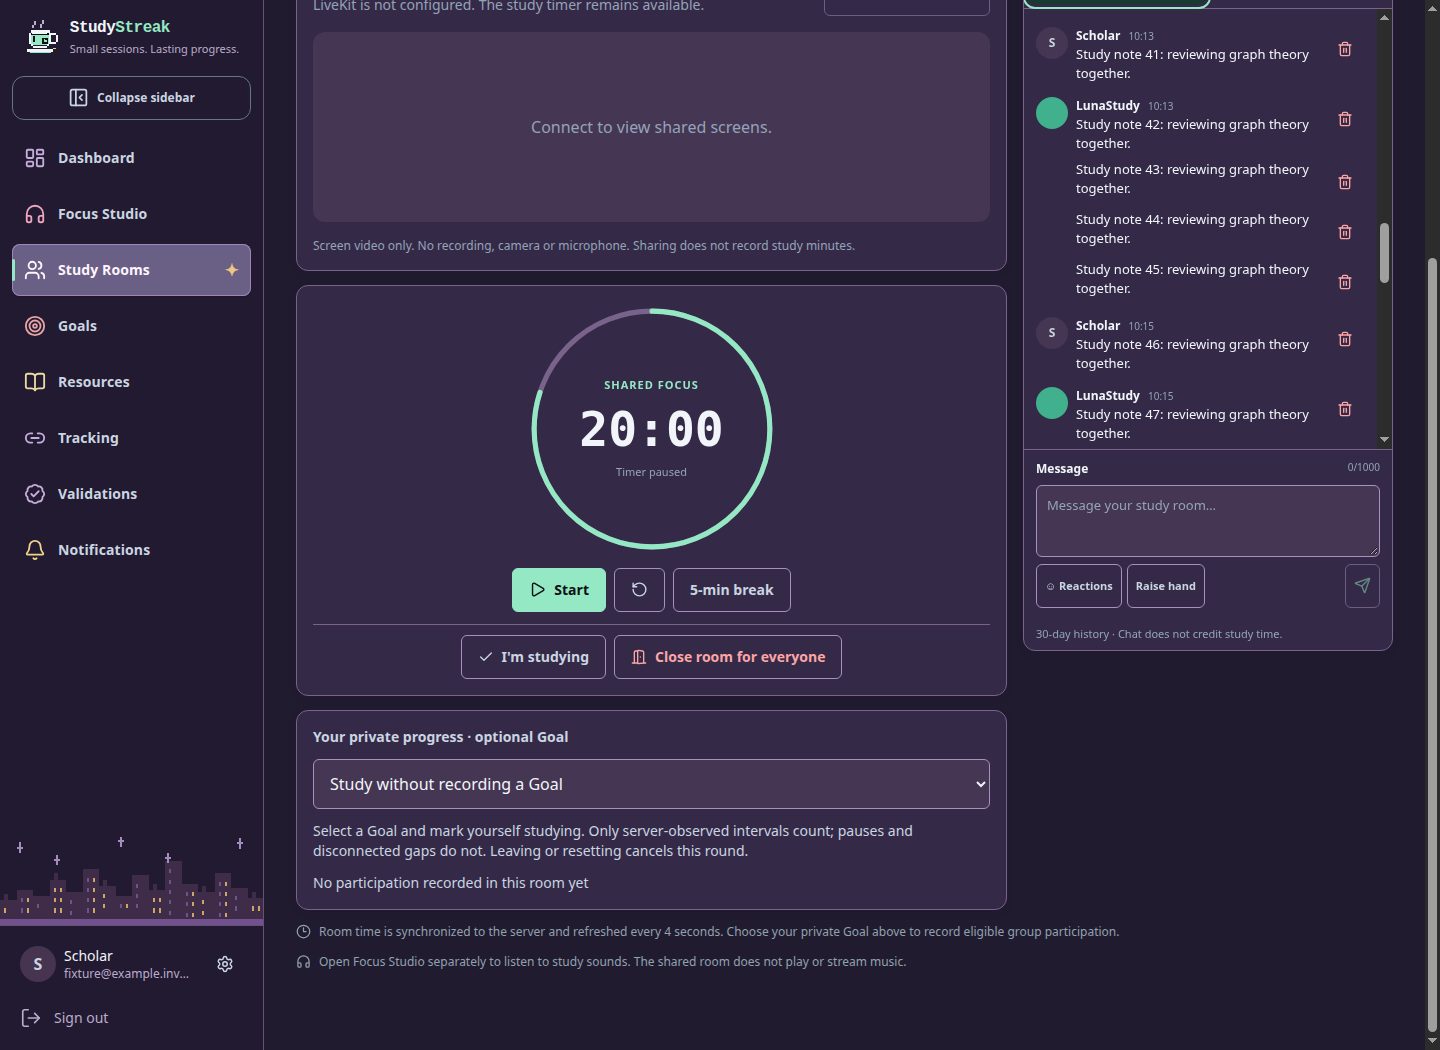 StudyStreak
Small sessions. Lasting progress.
Collapse sidebar
Dashboard
Focus Studio
Study Rooms
Goals
Resources
Tracking
Validations
Notifications
S
Scholar
fixture@example.inv...
Sign out
LiveKit is not configured. The study timer remains available.
Connect to view shared screens.
Screen video only. No recording, camera or microphone. Sharing does not record study minutes.
SHARED FOCUS
20:00
Timer paused
Start
5-min break
I'm studying
Close room for everyone
Your private progress · optional Goal
Study without recording a Goal
Select a Goal and mark yourself studying. Only server-observed intervals count; pauses and
disconnected gaps do not. Leaving or resetting cancels this round.
No participation recorded in this room yet
Room time is synchronized to the server and refreshed every 4 seconds. Choose your private Goal above to record eligible group participation.
Open Focus Studio separately to listen to study sounds. The shared room does not play or stream music.
S
Scholar 10:13
Study note 41: reviewing graph theory
together.
LunaStudy 10:13
Study note 42: reviewing graph theory
together.
Study note 43: reviewing graph theory
together.
Study note 44: reviewing graph theory
together.
Study note 45: reviewing graph theory
together.
S
Scholar 10:15
Study note 46: reviewing graph theory
together.
LunaStudy 10:15
Study note 47: reviewing graph theory
together.
Message 0/1000
Message your study room...
☺ Reactions
Raise hand
30-day history · Chat does not credit study time.